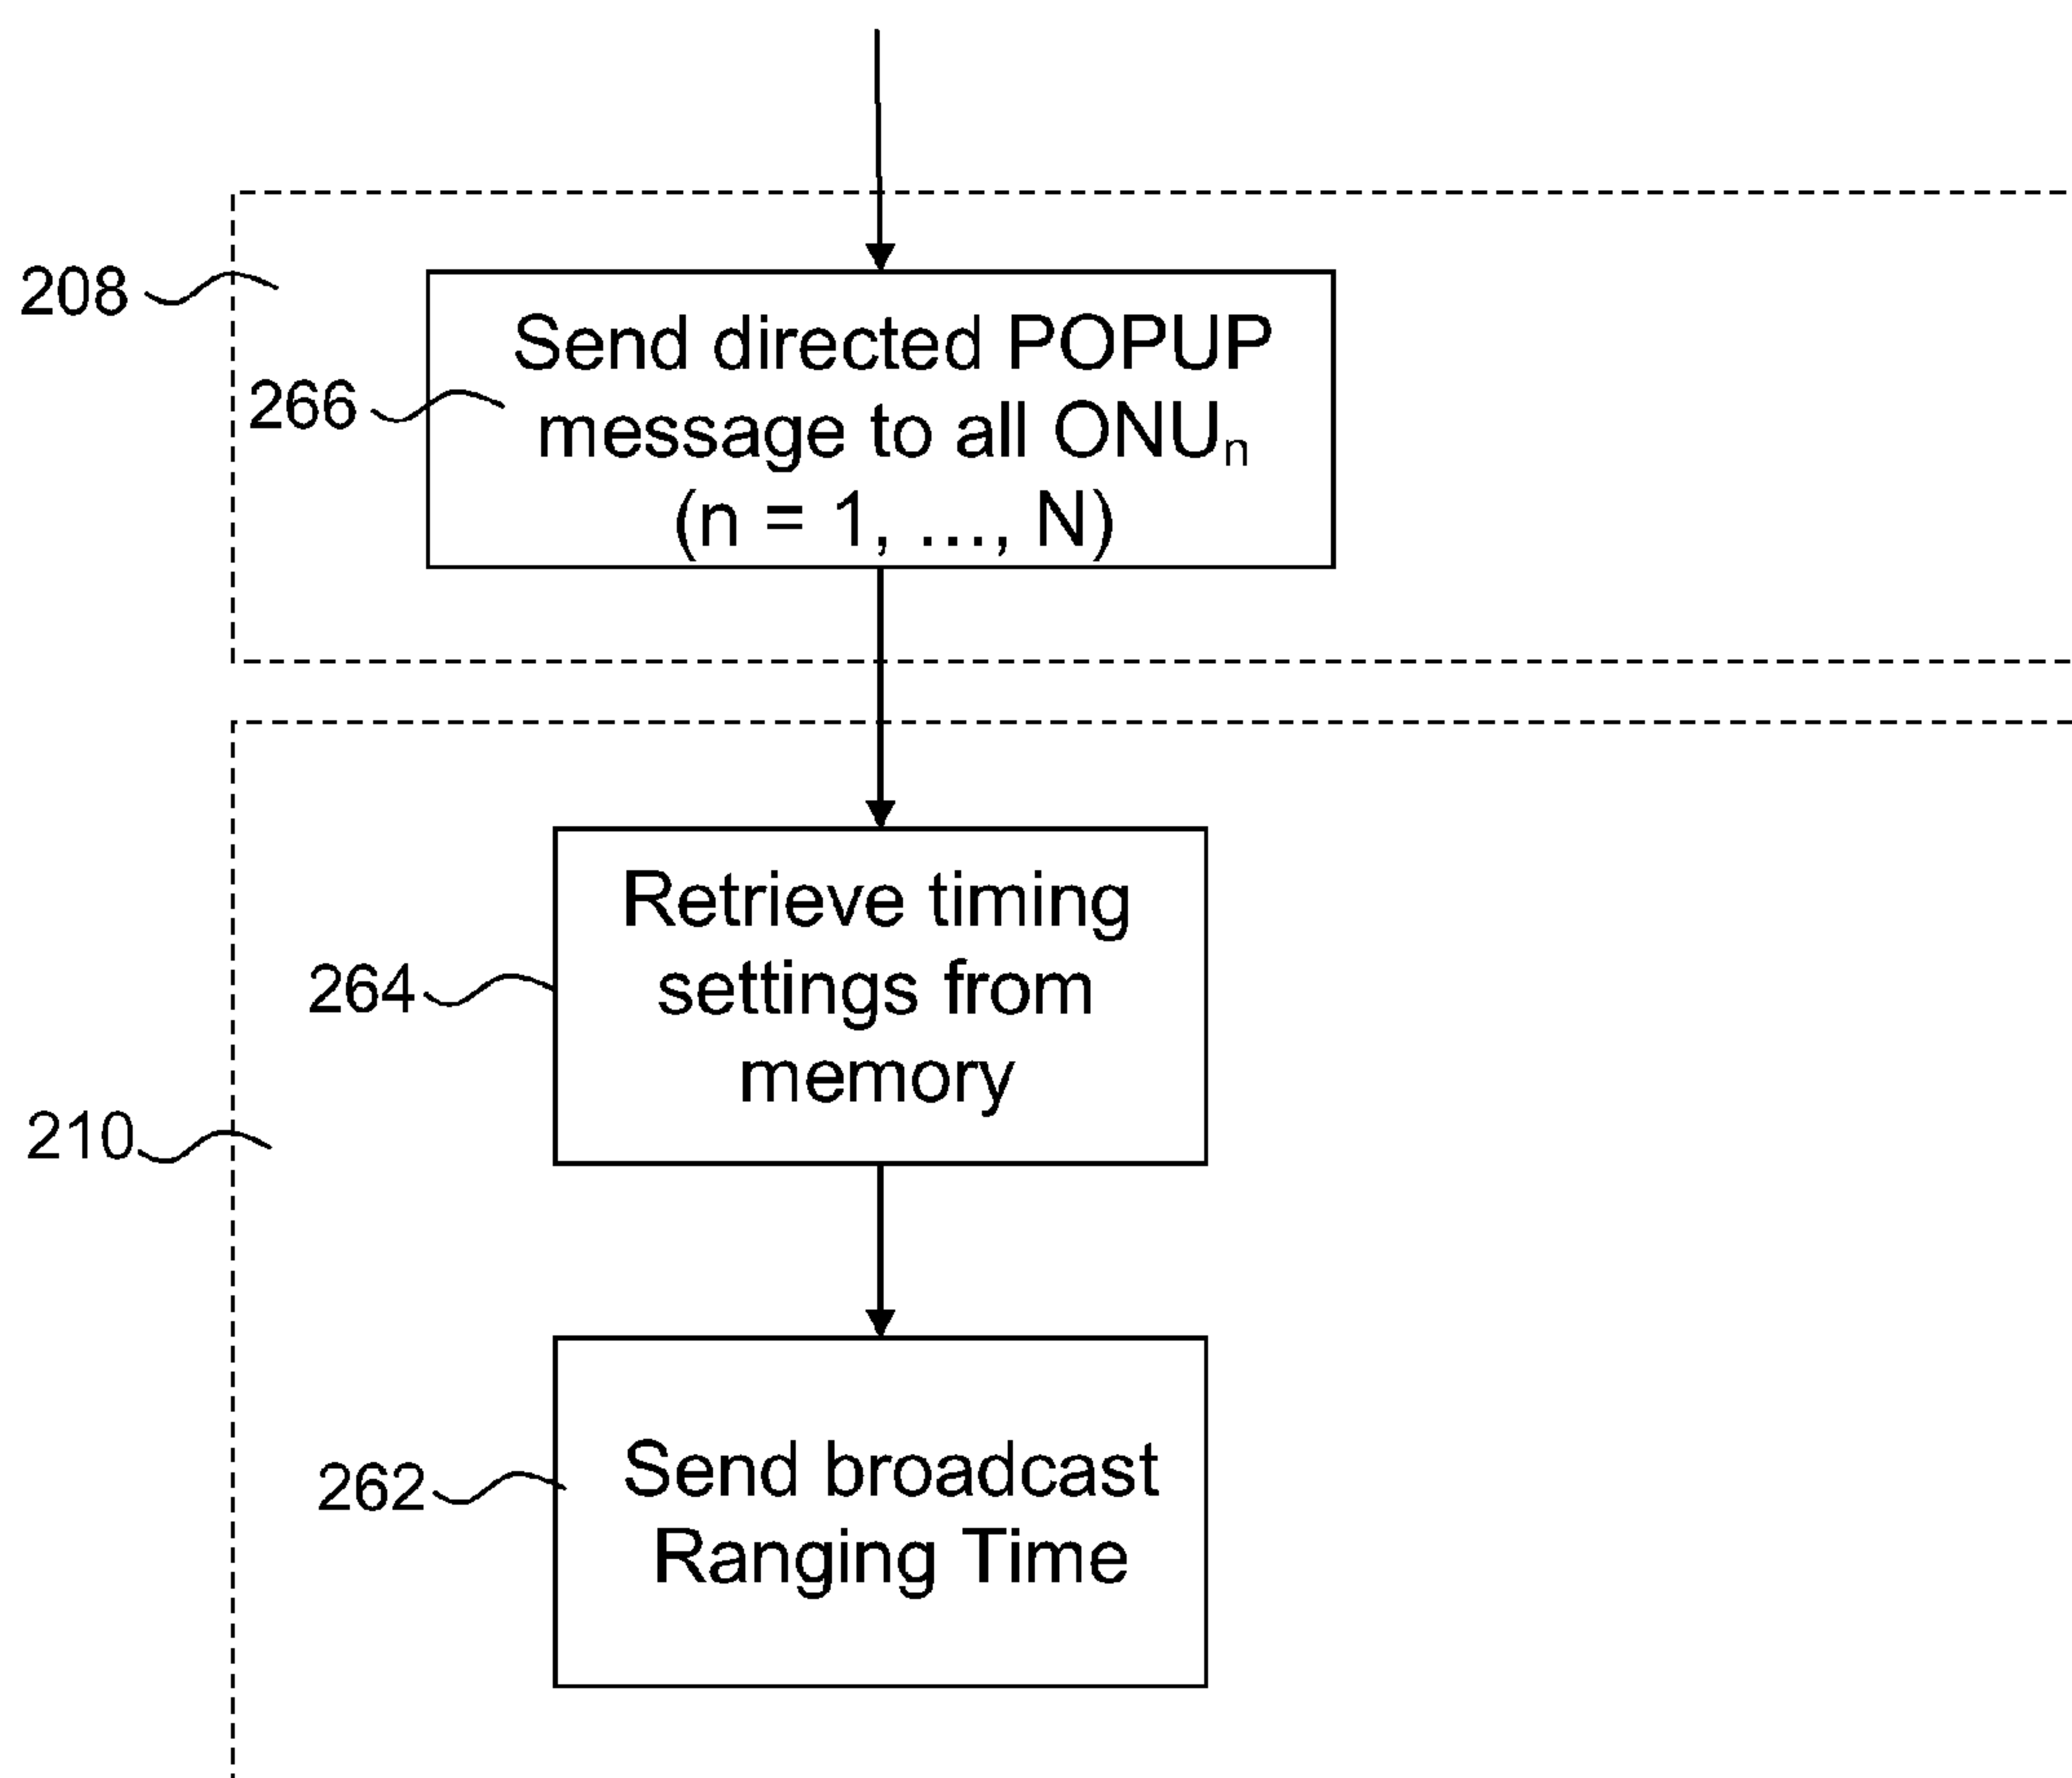 208
266
Send directed POPUP
message to all ONUn
(n = 1, ..., N)
264
Retrieve timing
settings from
memory
210
262
Send broadcast
Ranging Time